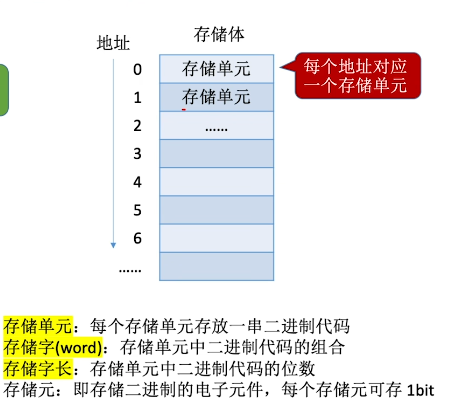 存储体
地址
0 存储单元
每个地址对应
一个存储单元
1 存储单元
2 ......
3
4
5
6
......
存储单元：每个存储单元存放一串二进制代码
存储字(word)：存储单元中二进制代码的组合
存储字长：存储单元中二进制代码的位数
存储元：即存储二进制的电子元件，每个存储元可存 1bit